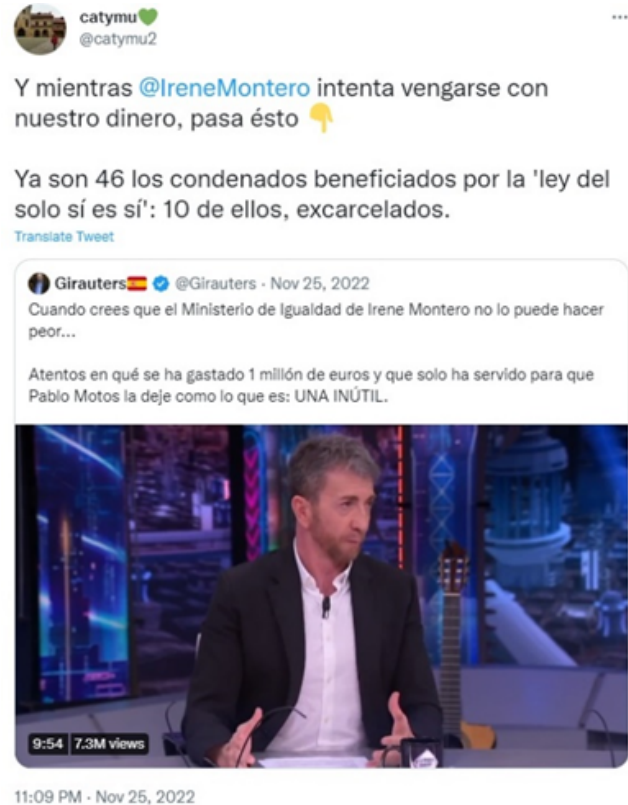 catymu💚
@catymu2
Y mientras @IreneMontero intenta vengarse con
nuestro dinero, pasa ésto 👇
Ya son 46 los condenados beneficiados por la 'ley del
solo sí es sí': 10 de ellos, excarcelados.
Translate Tweet
Girauters🇪🇸 @Girauters · Nov 25, 2022
Cuando crees que el Ministerio de Igualdad de Irene Montero no lo puede hacer
peor...
Atentos en qué se ha gastado 1 millón de euros y que solo ha servido para que
Pablo Motos la deje como lo que es: UNA INÚTIL.
9:54 7.3M views
11:09 PM · Nov 25, 2022